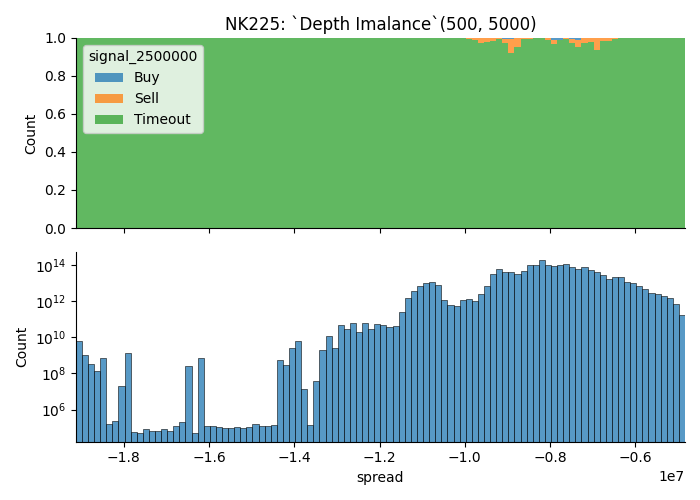 NK225: `Depth Imalance`(500, 5000)
signal_2500000
Buy
Sell
Timeout
Count
1.0
0.8
0.6
0.4
0.2
0.0
Count
10^14
10^12
10^10
10^8
10^6
−1.8 −1.6 −1.4 −1.2 −1.0 −0.8 −0.6
1e7
spread